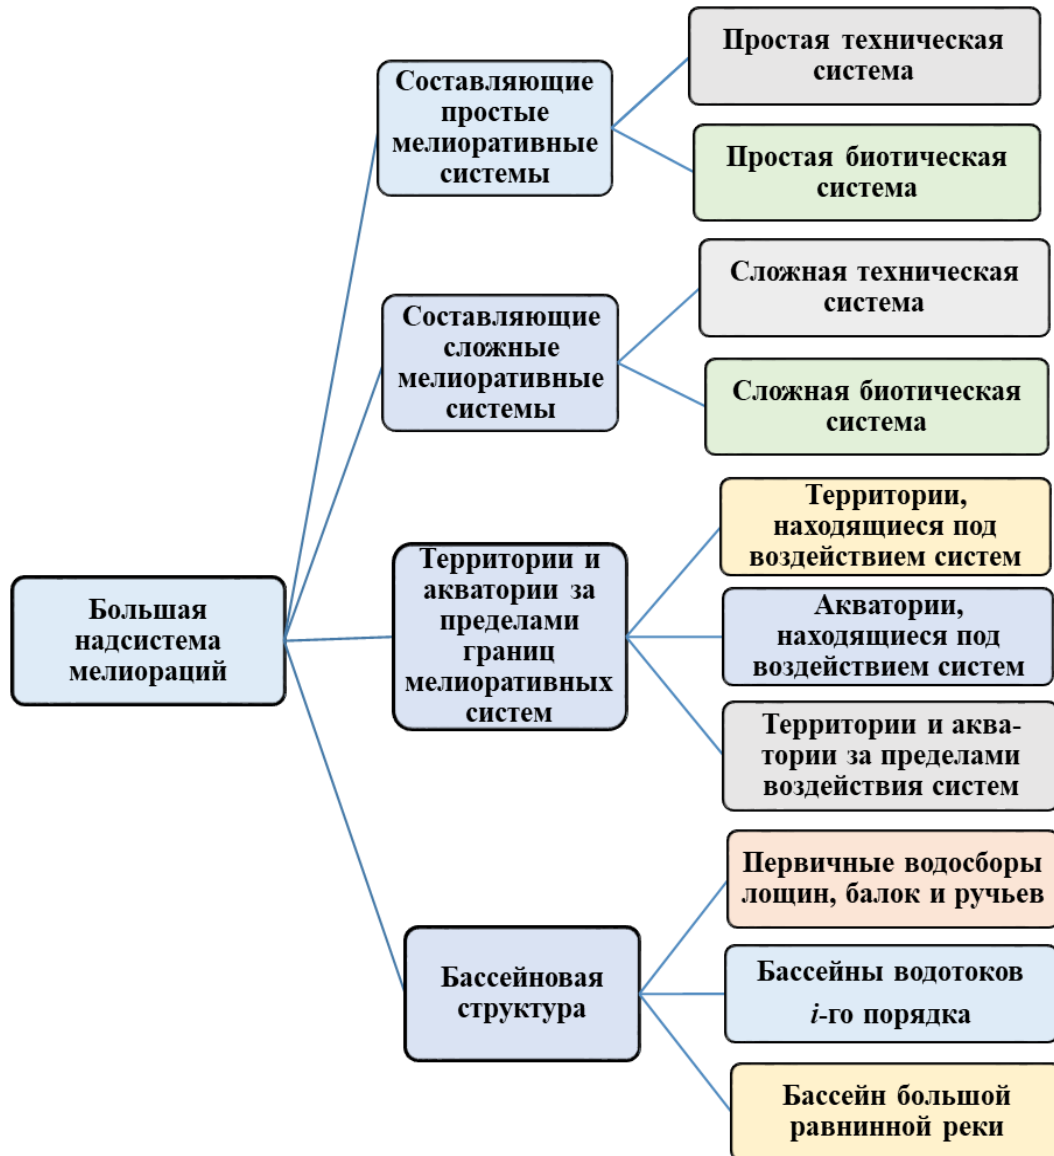 Большая
надсистема
мелиораций
Составляющие
простые
мелиоративные
системы
Простая техническая
система
Простая биотическая
система
Составляющие
сложные
мелиоративные
системы
Сложная техническая
система
Сложная биотическая
система
Территории и
акватории за
пределами
границ
мелиоративных
систем
Территории,
находящиеся под
воздействием систем
Акватории,
находящиеся под
воздействием систем
Территории и аква-
тории за пределами
воздействия систем
Бассейновая
структура
Первичные водосборы
лощин, балок и ручьев
Бассейны водотоков
i-го порядка
Бассейн большой
равнинной реки